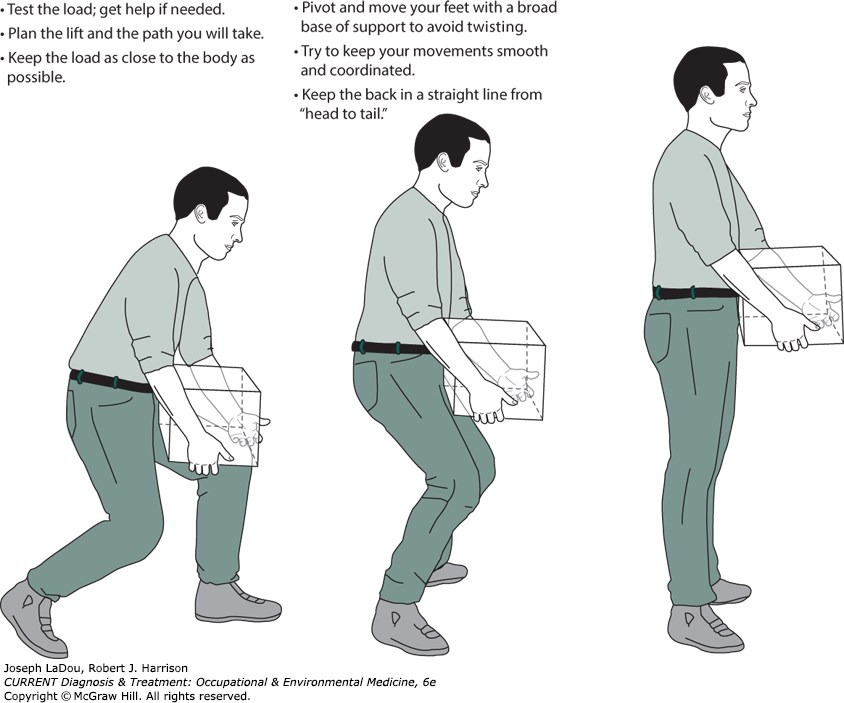 • Test the load; get help if needed.
• Plan the lift and the path you will take.
• Keep the load as close to the body as
possible.
• Pivot and move your feet with a broad
base of support to avoid twisting.
• Try to keep your movements smooth
and coordinated.
• Keep the back in a straight line from
“head to tail.”
Joseph LaDou, Robert J. Harrison
CURRENT Diagnosis & Treatment: Occupational & Environmental Medicine, 6e
Copyright © McGraw Hill. All rights reserved.